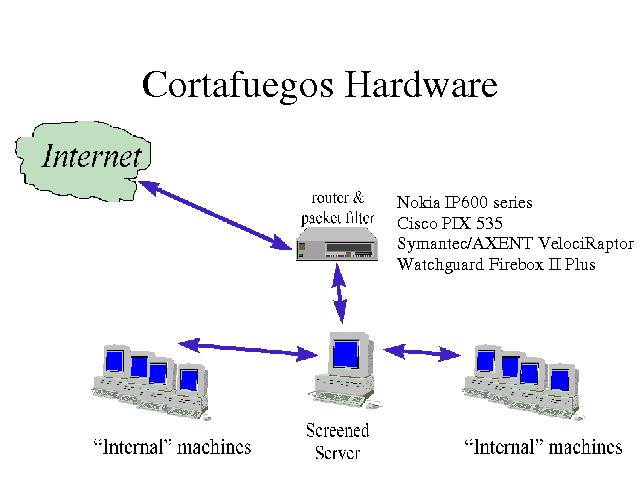 Cortafuegos Hardware
Internet
router &
packet filter
Nokia IP600 series
Cisco PIX 535
Symantec/AXENT VelociRaptor
Watchguard Firebox II Plus
"Internal" machines
Screened
Server
"Internal" machines